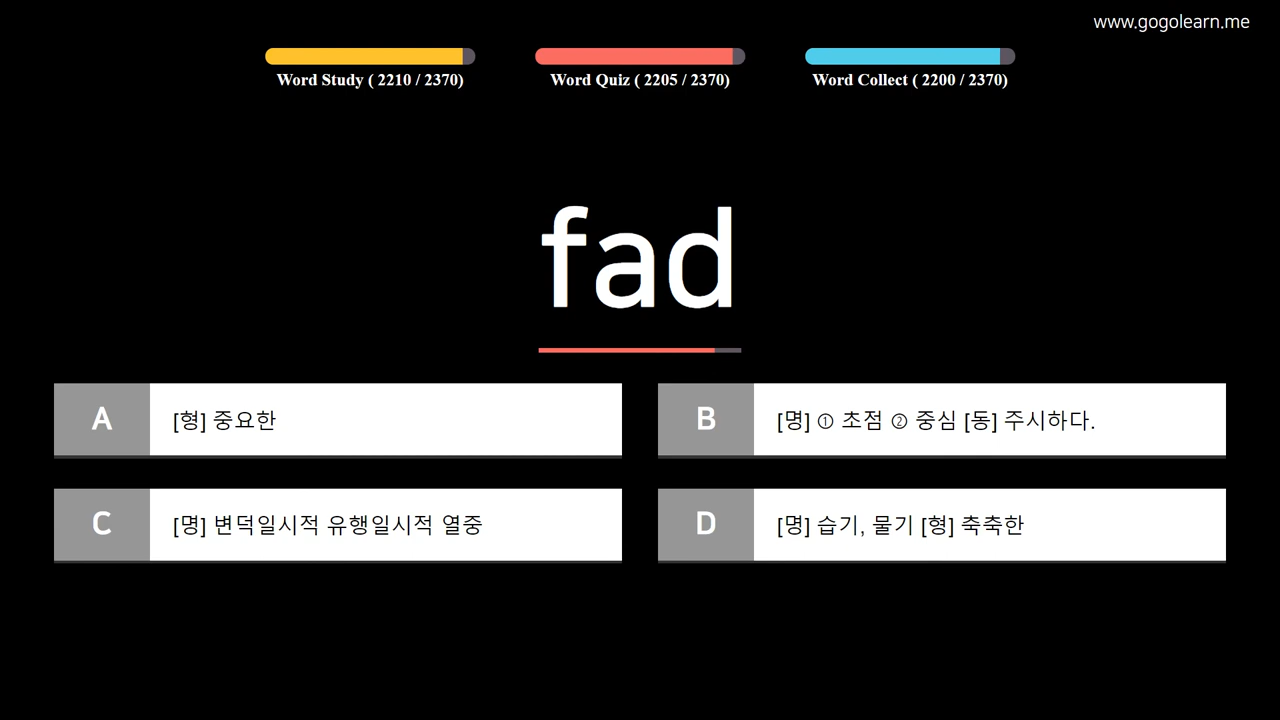 www.gogolearn.me
Word Study ( 2210 / 2370)
Word Quiz ( 2205 / 2370)
Word Collect ( 2200 / 2370)
fad
A
[형] 중요한
B
[명] ① 초점 ② 중심 [동] 주시하다.
C
[명] 변덕일시적 유행일시적 열중
D
[명] 습기, 물기 [형] 축축한